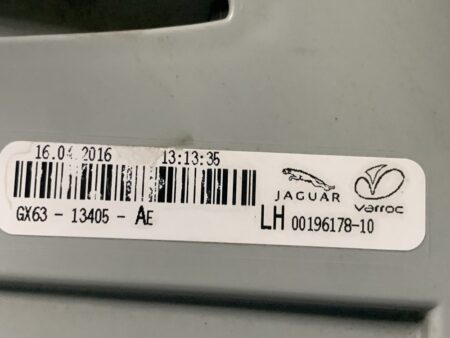 16.04.2016 13:13:35
JAGUAR varroc
GX63 - 13405 - AE LH 00196178-10